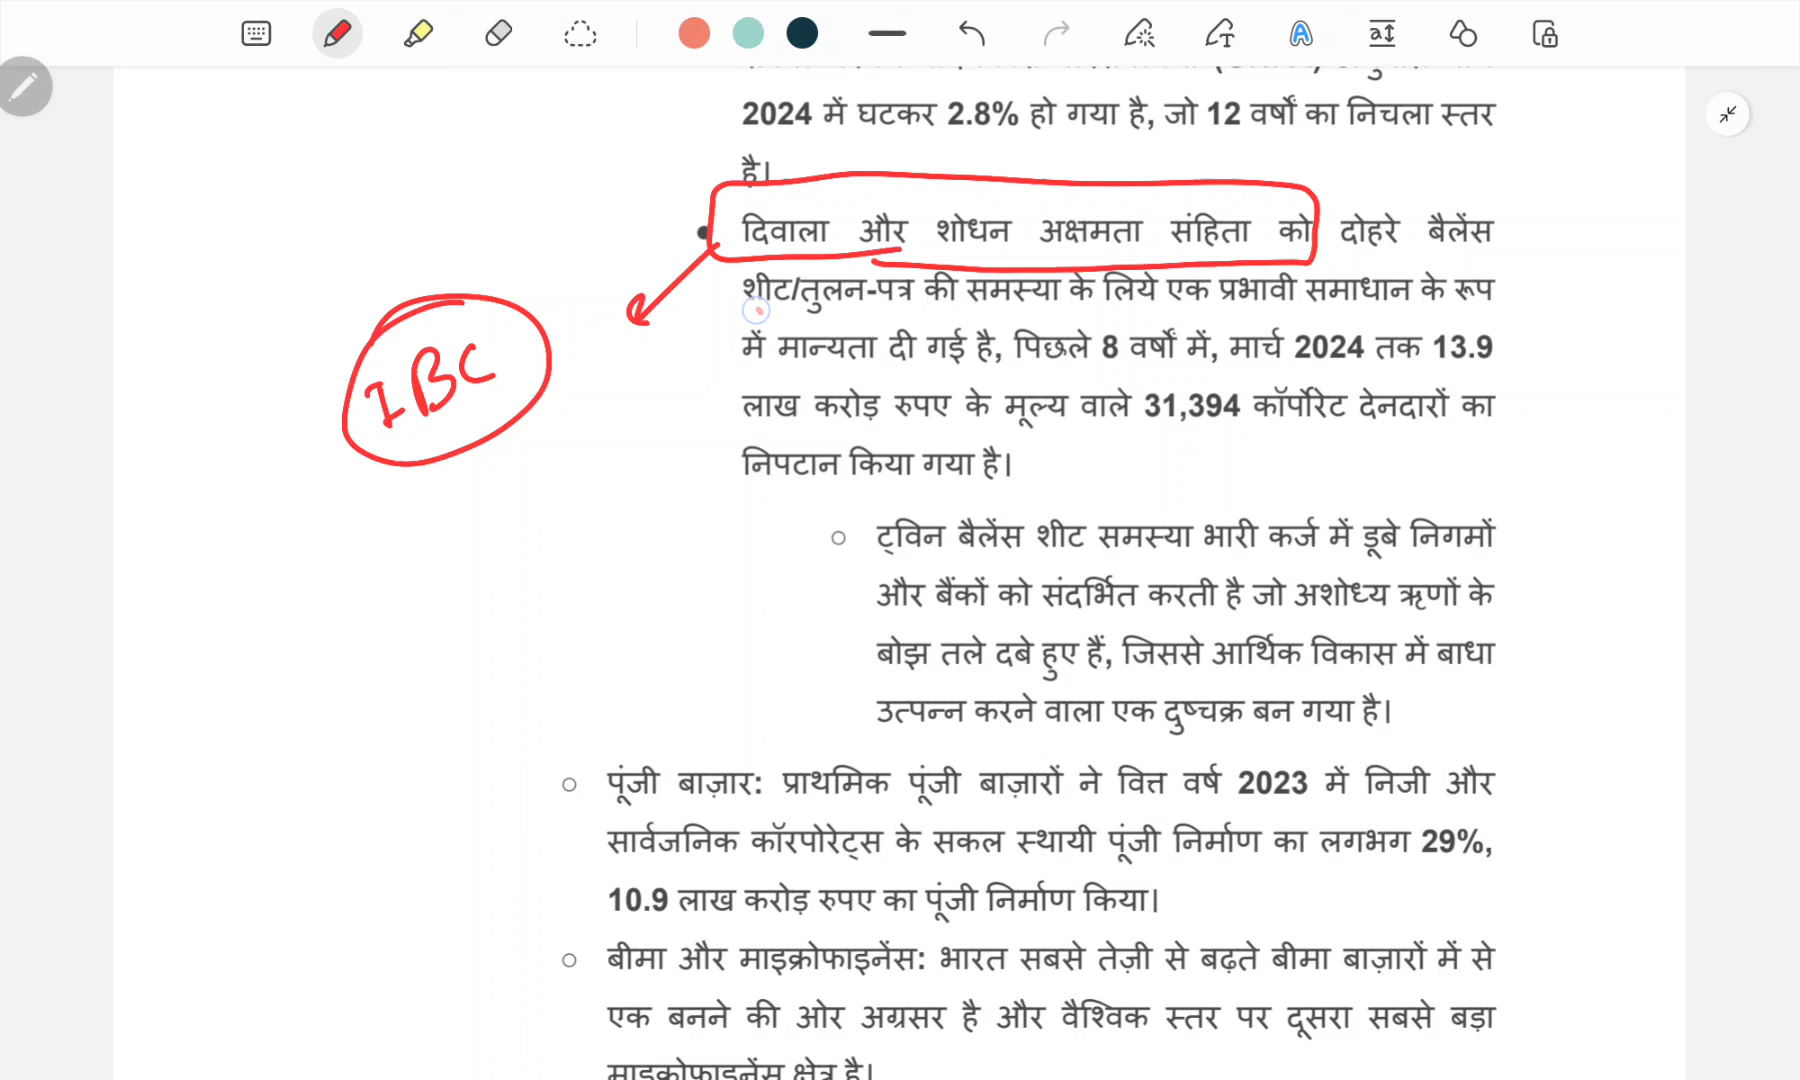 2024 में घटकर 2.8% हो गया है, जो 12 वर्षों का निचला स्तर
है।
दिवाला और शोधन अक्षमता संहिता को दोहरे बैलेंस
शीट/तुलन-पत्र की समस्या के लिये एक प्रभावी समाधान के रूप
में मान्यता दी गई है, पिछले 8 वर्षों में, मार्च 2024 तक 13.9
लाख करोड़ रुपए के मूल्य वाले 31,394 कॉर्पोरेट देनदारों का
निपटान किया गया है।
IBC
ट्विन बैलेंस शीट समस्या भारी कर्ज में डूबे निगमों
और बैंकों को संदर्भित करती है जो अशोध्य ऋणों के
बोझ तले दबे हुए हैं, जिससे आर्थिक विकास में बाधा
उत्पन्न करने वाला एक दुष्चक्र बन गया है।
पूंजी बाज़ार: प्राथमिक पूंजी बाज़ारों ने वित्त वर्ष 2023 में निजी और
सार्वजनिक कॉरपोरेट्स के सकल स्थायी पूंजी निर्माण का लगभग 29%,
10.9 लाख करोड़ रुपए का पूंजी निर्माण किया।
बीमा और माइक्रोफाइनेंस: भारत सबसे तेज़ी से बढ़ते बीमा बाज़ारों में से
एक बनने की ओर अग्रसर है और वैश्विक स्तर पर दूसरा सबसे बड़ा
माइक्रोफाइनेंस क्षेत्र है।